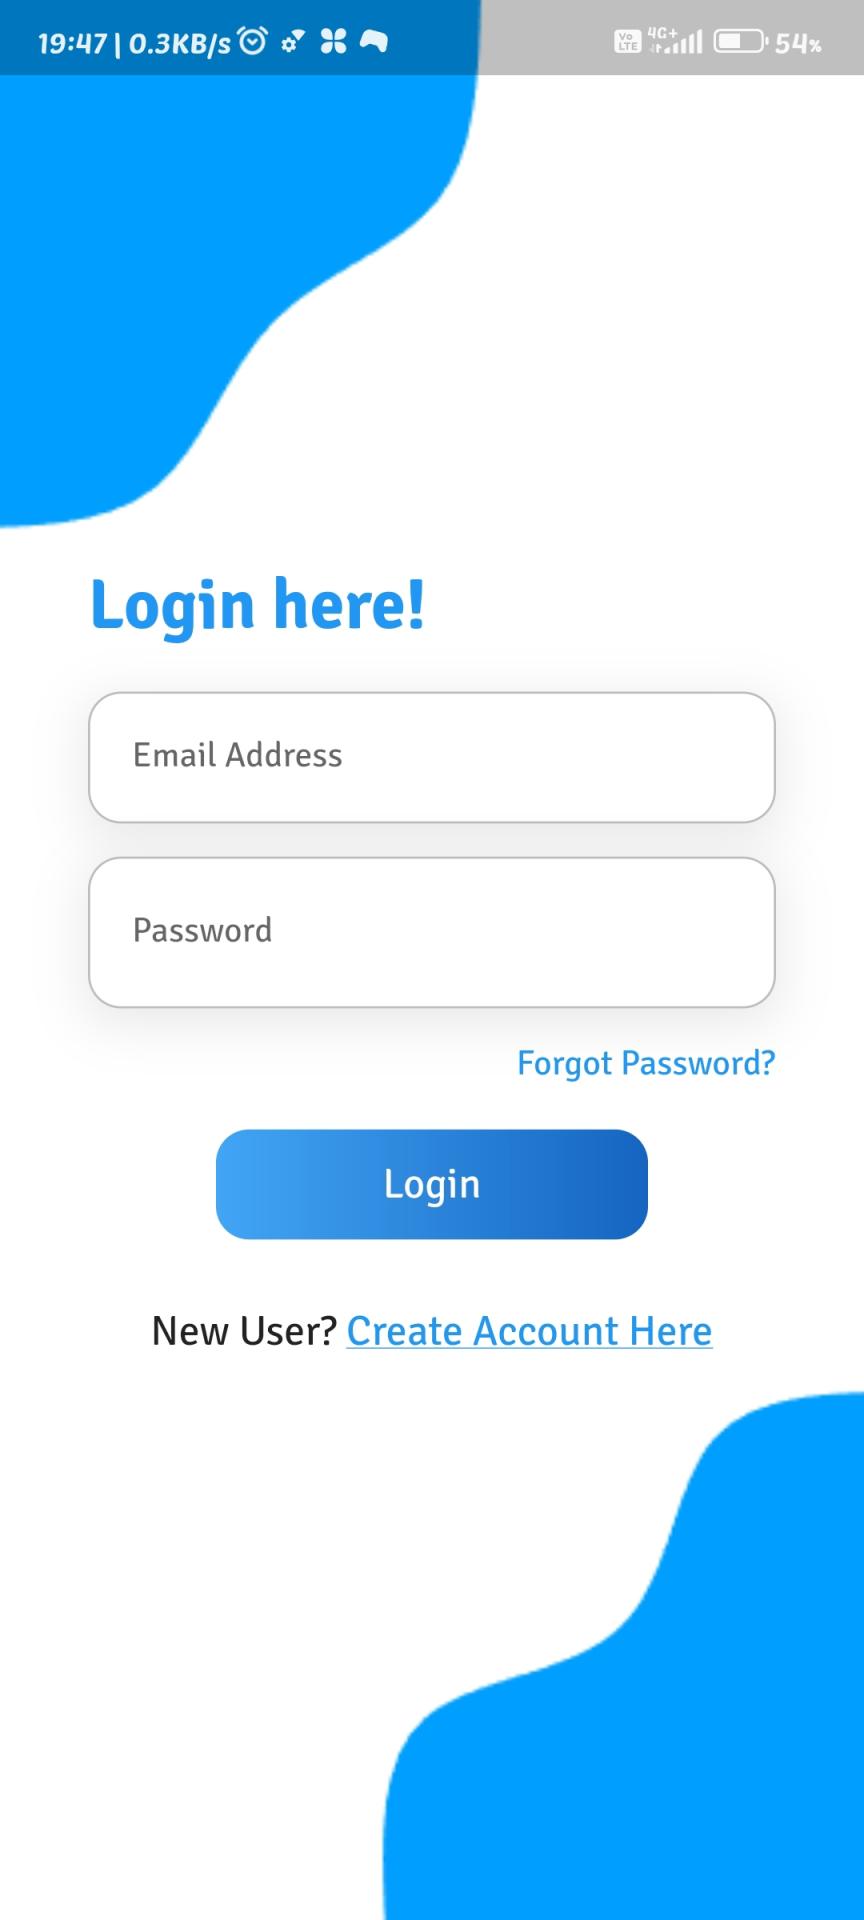 19:47 | 0.3KB/s Vo LTE 4G+ 54%
Login here!
Email Address
Password
Forgot Password?
Login
New User? Create Account Here